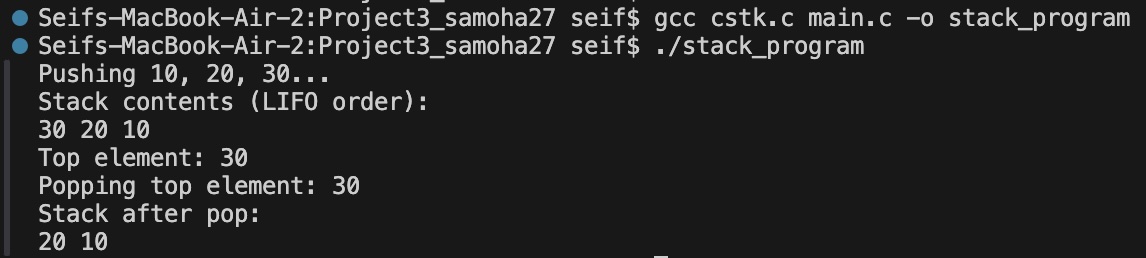 Seifs-MacBook-Air-2:Project3_samoha27 seif$ gcc cstk.c main.c -o stack_program
Seifs-MacBook-Air-2:Project3_samoha27 seif$ ./stack_program
Pushing 10, 20, 30...
Stack contents (LIFO order):
30 20 10
Top element: 30
Popping top element: 30
Stack after pop:
20 10